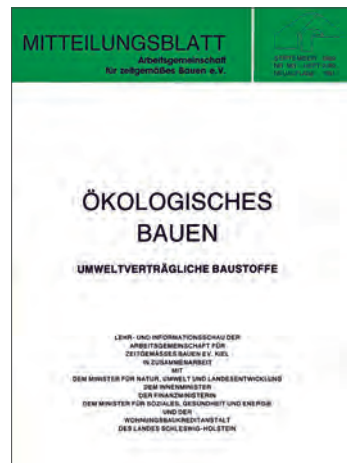 MITTEILUNGSBLATT
Arbeitsgemeinschaft
für zeitgemäßes Bauen e.V.
ÖKOLOGISCHES
BAUEN
UMWELTVERTRÄGLICHE BAUSTOFFE
LEHR- UND INFORMATIONSSCHAU DER
ARBEITSGEMEINSCHAFT FÜR
ZEITGEMÄSSES BAUEN EV. KIEL
IN ZUSAMMENARBEIT
MIT
DEM MINISTER FÜR NATUR, UMWELT UND LANDESENTWICKLUNG
DEM INNENMINISTER
DER FINANZMINISTERIN
DEM MINISTER FÜR SOZIALES, GESUNDHEIT UND ENERGIE
UND DER
WOHNUNGSBAUKREDITANSTALT
DES LANDES SCHLESWIG-HOLSTEIN